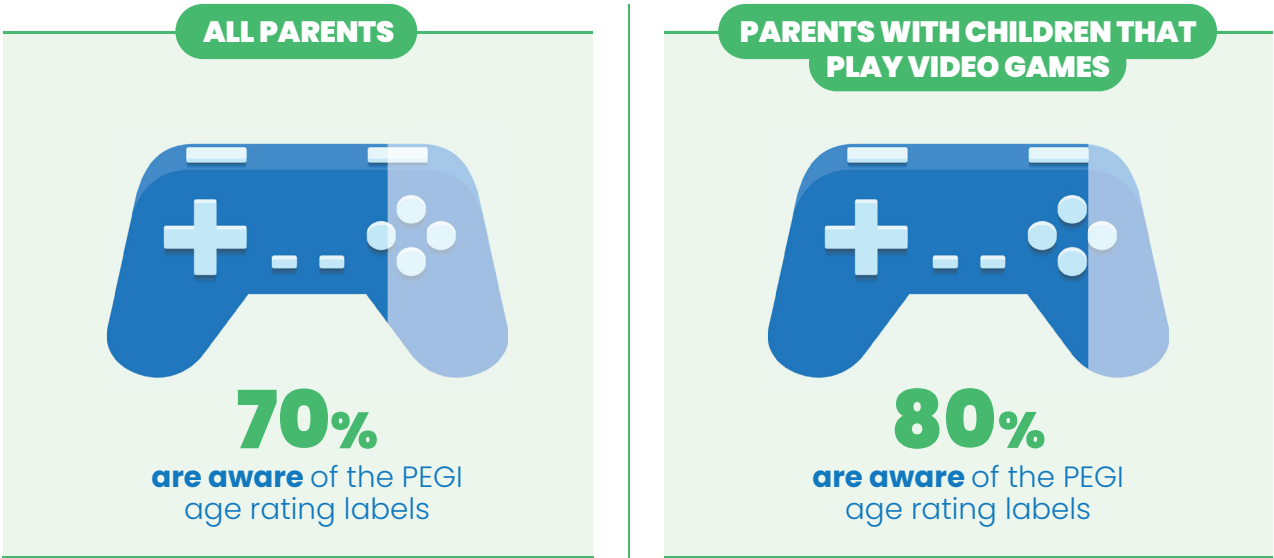 ALL PARENTS
70%
are aware of the PEGI
age rating labels
PARENTS WITH CHILDREN THAT
PLAY VIDEO GAMES
80%
are aware of the PEGI
age rating labels